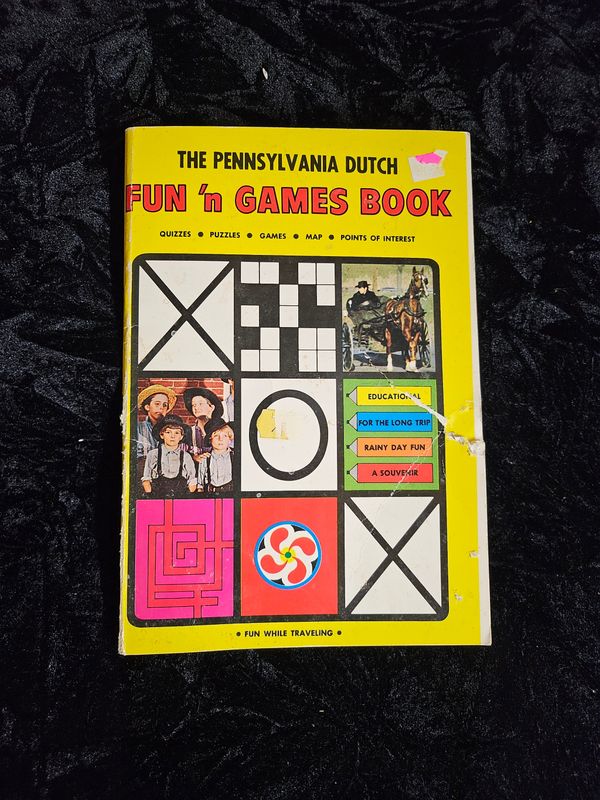 THE PENNSYLVANIA DUTCH
FUN 'n GAMES BOOK
QUIZZES ● PUZZLES ● GAMES ● MAP ● POINTS OF INTEREST
EDUCATIONAL
FOR THE LONG TRIP
RAINY DAY FUN
A SOUVENIR
● FUN WHILE TRAVELING ●